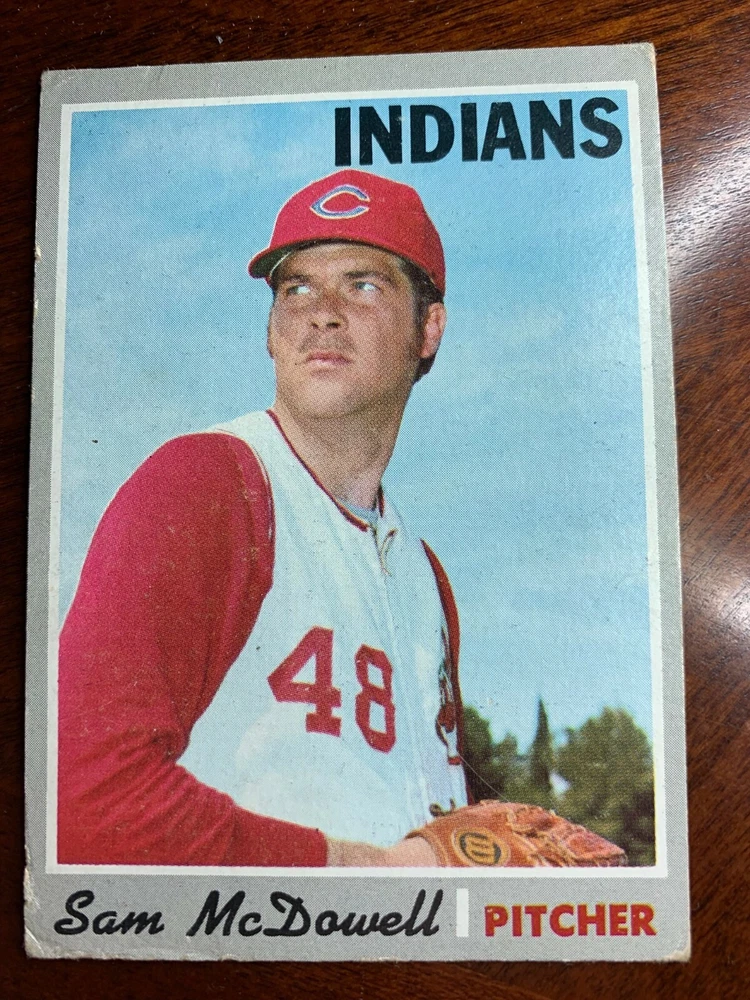 INDIANS
C
48
Sam McDowell | PITCHER